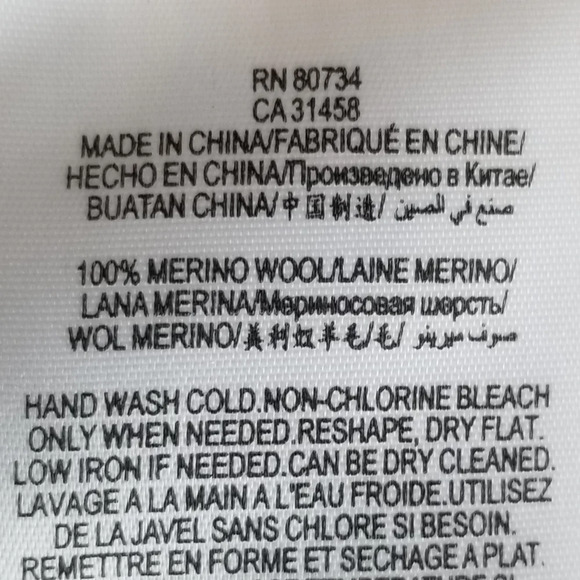 RN 80734
CA 31458
MADE IN CHINA/FABRIQUÉ EN CHINE/
HECHO EN CHINA/Произведено в Китае/
BUATAN CHINA/中国制造/ صنع في الصين
100% MERINO WOOL/LAINE MERINO/
LANA MERINA/Мериносовая шерсть/
WOL MERINO/美利奴羊毛/毛/ صوف مرينو
HAND WASH COLD.NON-CHLORINE BLEACH
ONLY WHEN NEEDED.RESHAPE, DRY FLAT.
LOW IRON IF NEEDED.CAN BE DRY CLEANED.
LAVAGE A LA MAIN A L'EAU FROIDE.UTILISEZ
DE LA JAVEL SANS CHLORE SI BESOIN.
REMETTRE EN FORME ET SECHAGE A PLAT.